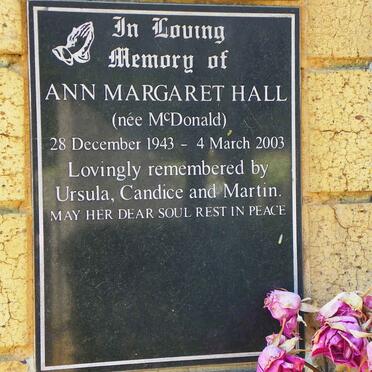 In Loving
Memory of
ANN MARGARET HALL
(née McDonald)
28 December 1943 - 4 March 2003
Lovingly remembered by
Ursula, Candice and Martin.
MAY HER DEAR SOUL REST IN PEACE